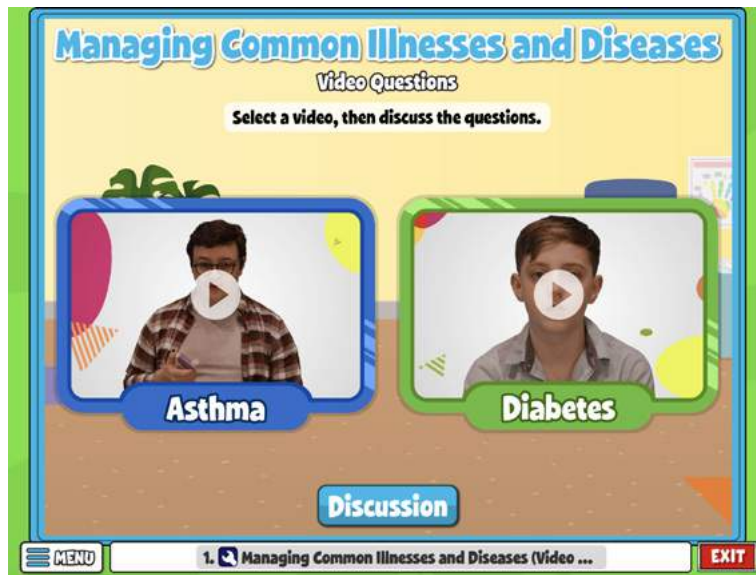 Managing Common Illnesses and Diseases
Video Questions
Select a video, then discuss the questions.
Asthma
Diabetes
Discussion
MENU
1. Managing Common Illnesses and Diseases (Video ...
EXIT